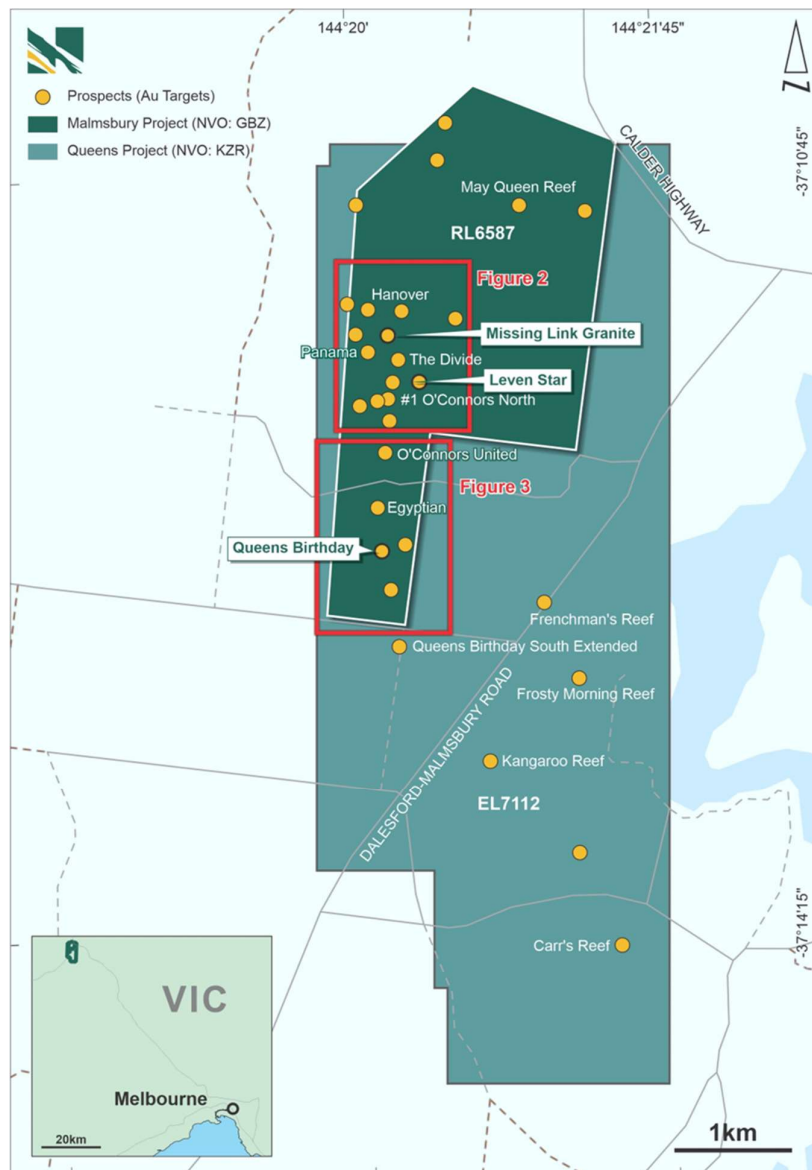 144°20'
144°21'45"
Z
Prospects (Au Targets)
Malmsbury Project (NVO: GBZ)
Queens Project (NVO: KZR)
-37°10'45"
CALDER HIGHWAY
May Queen Reef
RL6587
Figure 2
Hanover
Missing Link Granite
Panama
The Divide
Leven Star
#1 O'Connors North
O'Connors United
Figure 3
Egyptian
Queens Birthday
Frenchman's Reef
Queens Birthday South Extended
Frosty Morning Reef
DALESFORD-MALMSBURY ROAD
Kangaroo Reef
EL7112
-37°14'15"
Carr's Reef
VIC
Melbourne
20km
1km